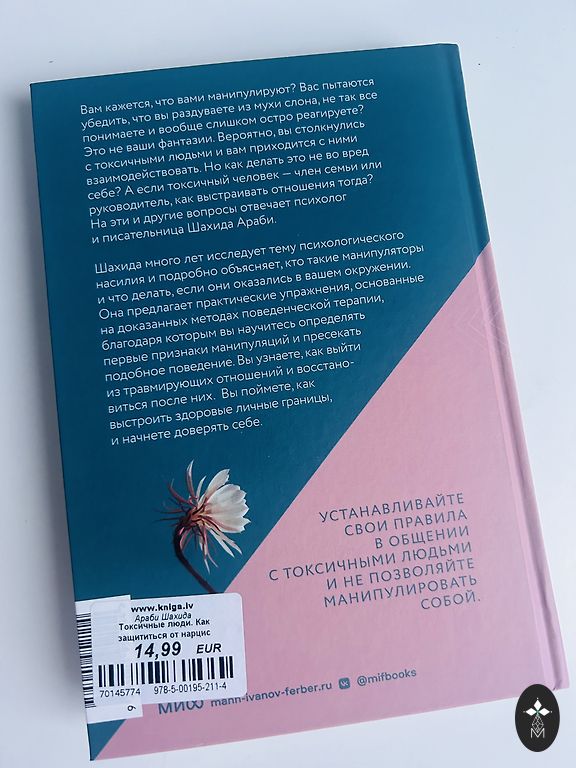 Вам кажется, что вами манипулируют? Вас пытаются
убедить, что вы раздуваете из мухи слона, не так все
понимаете и вообще слишком остро реагируете?
Это не ваши фантазии. Вероятно, вы столкнулись
с токсичными людьми и вам приходится с ними
взаимодействовать. Но как делать это не во вред
себе? А если токсичный человек — член семьи или
руководитель, как выстраивать отношения тогда?
На эти и другие вопросы отвечает психолог
и писательница Шахида Араби.
Шахида много лет исследует тему психологического
насилия и подробно объясняет, кто такие манипуляторы
и что делать, если они оказались в вашем окружении.
Она предлагает практические упражнения, основанные
на доказанных методах поведенческой терапии,
благодаря которым вы научитесь определять
первые признаки манипуляций и пресекать
подобное поведение. Вы узнаете, как выйти
из травмирующих отношений и восстано-
виться после них. Вы поймете, как
выстроить здоровые личные границы,
и начнете доверять себе.
УСТАНАВЛИВАЙТЕ
СВОИ ПРАВИЛА
В ОБЩЕНИИ
С ТОКСИЧНЫМИ ЛЮДЬМИ
И НЕ ПОЗВОЛЯЙТЕ
МАНИПУЛИРОВАТЬ
СОБОЙ.
www.kniga.lv
Араби Шахида
Токсичные люди. Как
защититься от нарцис
14,99 EUR
70145774 978-5-00195-211-4
9
МИФ mann-ivanov-ferber.ru @mifbooks
M